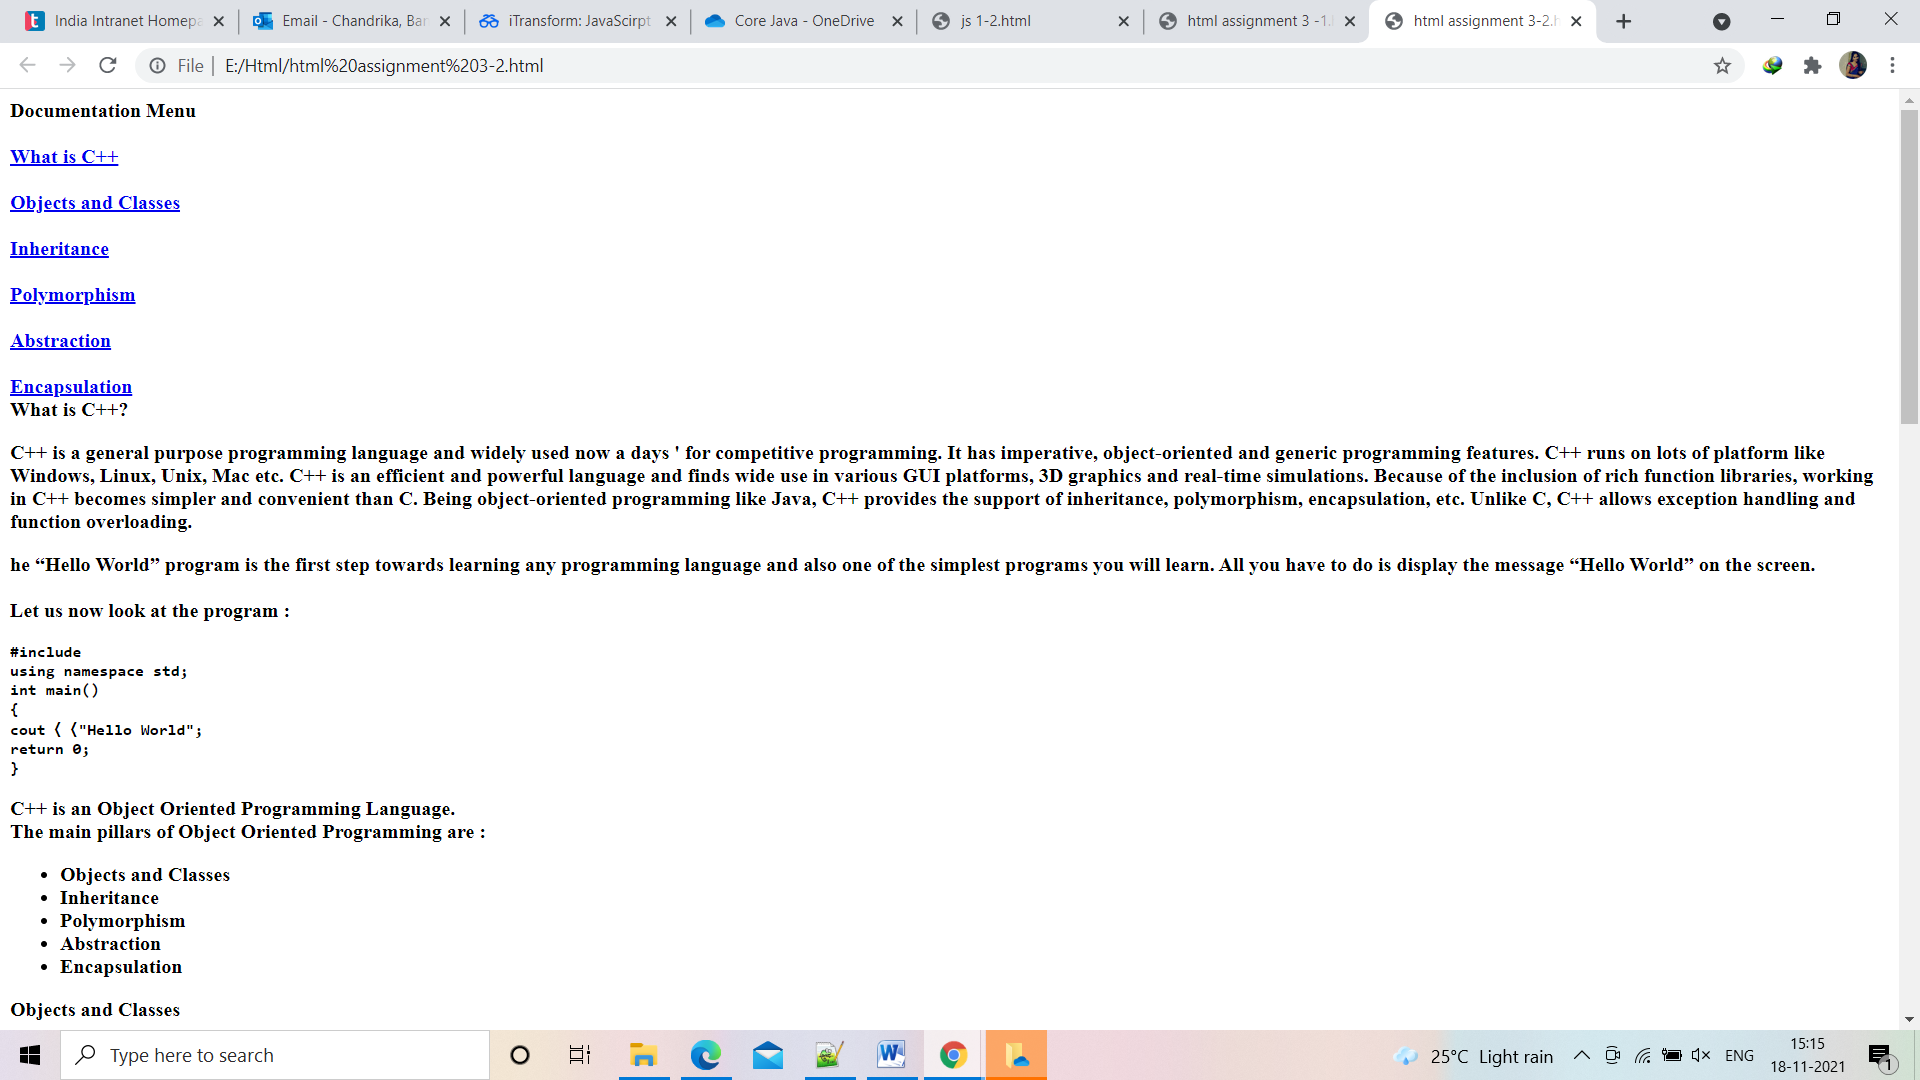 India Intranet Homepa
Email - Chandrika, Ban
iTransform: JavaScirpt
Core Java - OneDrive
js 1-2.html
html assignment 3 -1.
html assignment 3-2.h
File
E:/Html/html%20assignment%203-2.html
Documentation Menu
What is C++
Objects and Classes
Inheritance
Polymorphism
Abstraction
Encapsulation
What is C++?
C++ is a general purpose programming language and widely used now a days ' for competitive programming. It has imperative, object-oriented and generic programming features. C++ runs on lots of platform like
Windows, Linux, Unix, Mac etc. C++ is an efficient and powerful language and finds wide use in various GUI platforms, 3D graphics and real-time simulations. Because of the inclusion of rich function libraries, working
in C++ becomes simpler and convenient than C. Being object-oriented programming like Java, C++ provides the support of inheritance, polymorphism, encapsulation, etc. Unlike C, C++ allows exception handling and
function overloading.
he “Hello World” program is the first step towards learning any programming language and also one of the simplest programs you will learn. All you have to do is display the message “Hello World” on the screen.
Let us now look at the program :
#include
using namespace std;
int main()
{
cout ⟨ ⟨"Hello World";
return 0;
}
C++ is an Object Oriented Programming Language.
The main pillars of Object Oriented Programming are :
• Objects and Classes
• Inheritance
• Polymorphism
• Abstraction
• Encapsulation
Objects and Classes
Type here to search
25°C Light rain
ENG
15:15
18-11-2021
1